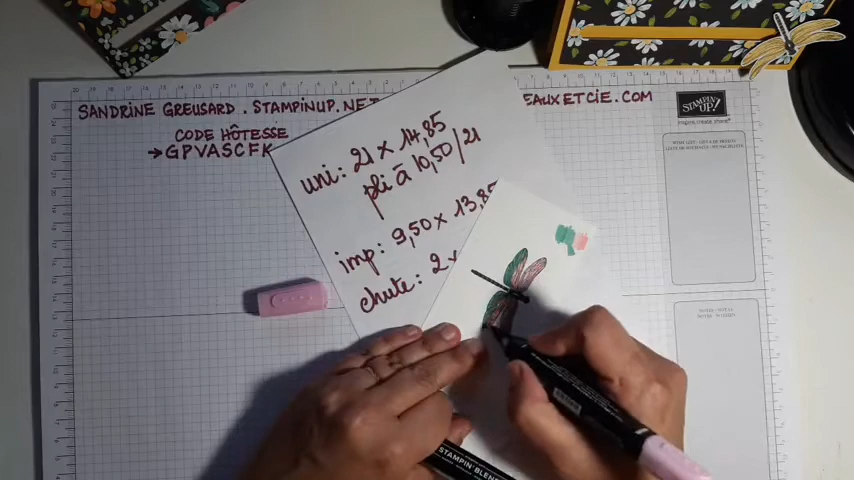 SANDRINE GREUSARD. STAMPINUP.NET
EAUXETCIE.COM
CODE HÔTESSE
→ GPVASCFK
STAMPIN' UP!
uni: 21 × 14,85
pli à 10,50/21
imp: 9,50 × 13,85
chute: 2 ×
STAMPIN' BLENDS